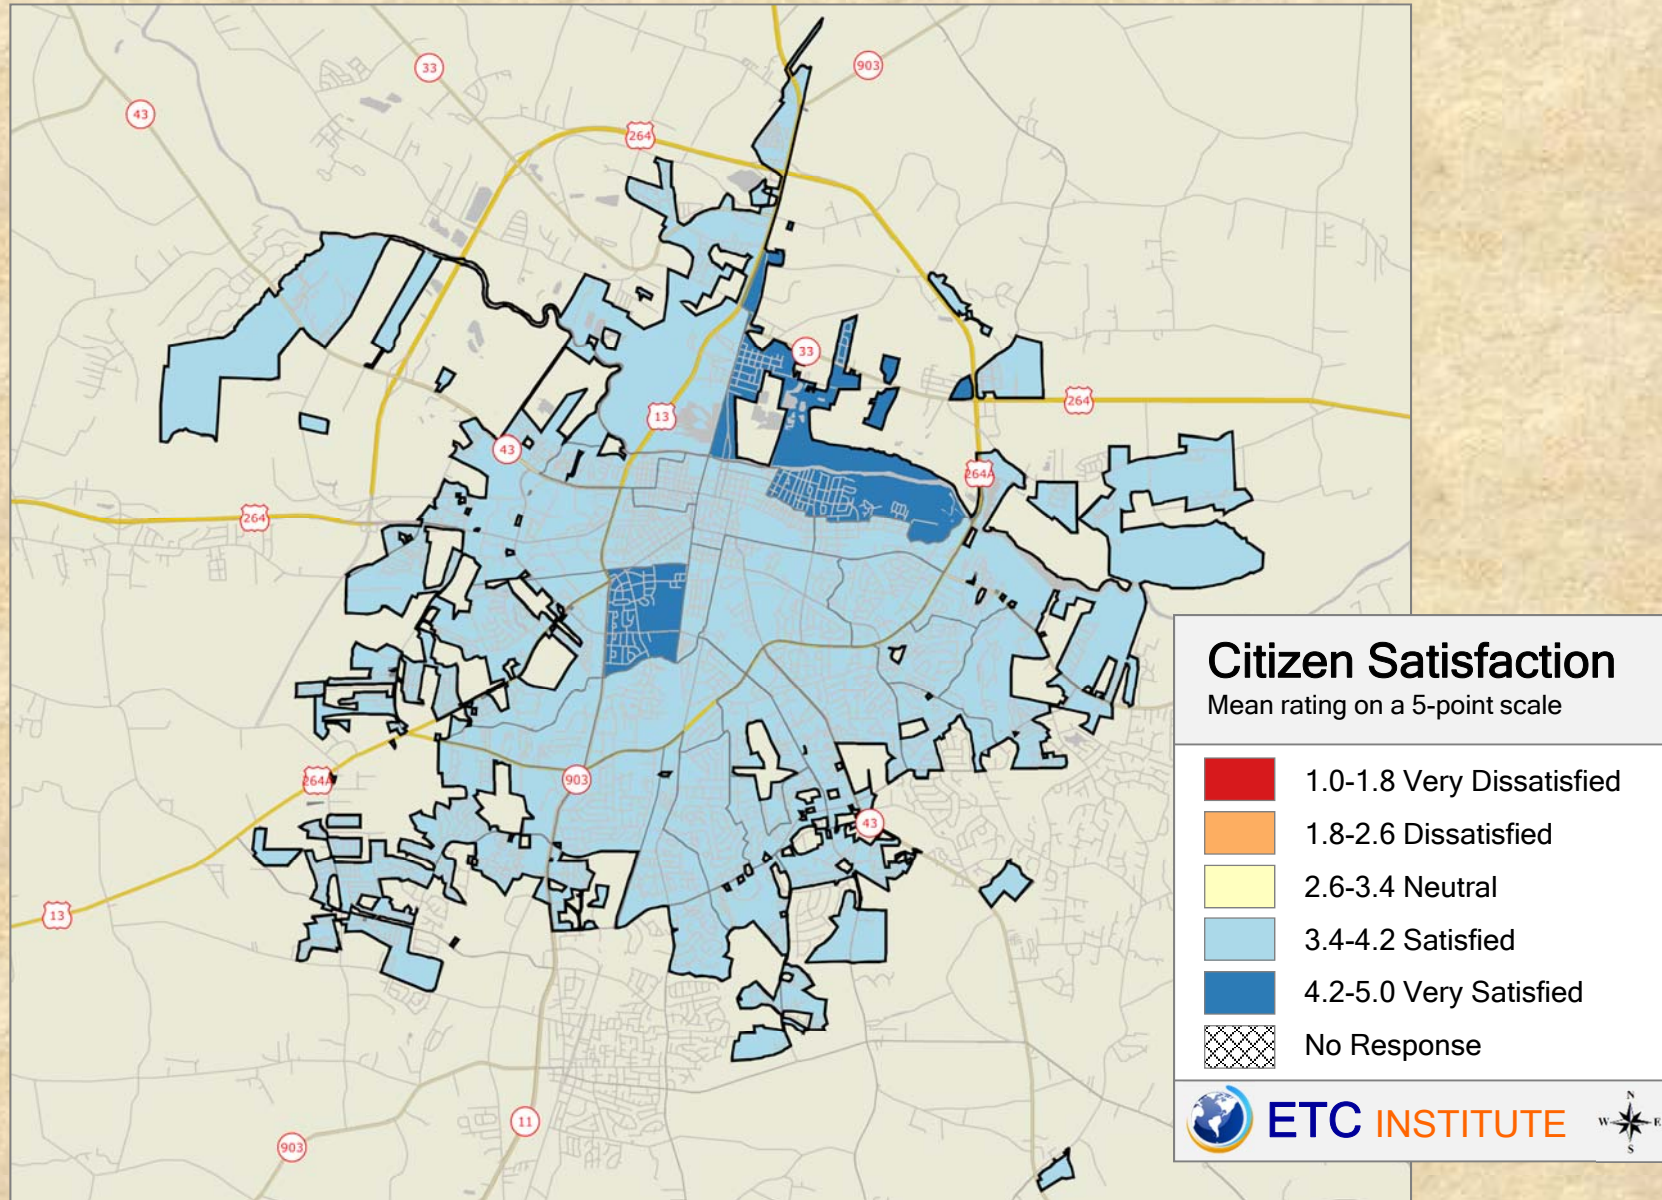 33
903
43
264
33
264
13
43
264A
264
903
264A
43
13
11
903
Citizen Satisfaction
Mean rating on a 5-point scale
1.0-1.8 Very Dissatisfied
1.8-2.6 Dissatisfied
2.6-3.4 Neutral
3.4-4.2 Satisfied
4.2-5.0 Very Satisfied
No Response
ETC INSTITUTE
N
W E
S